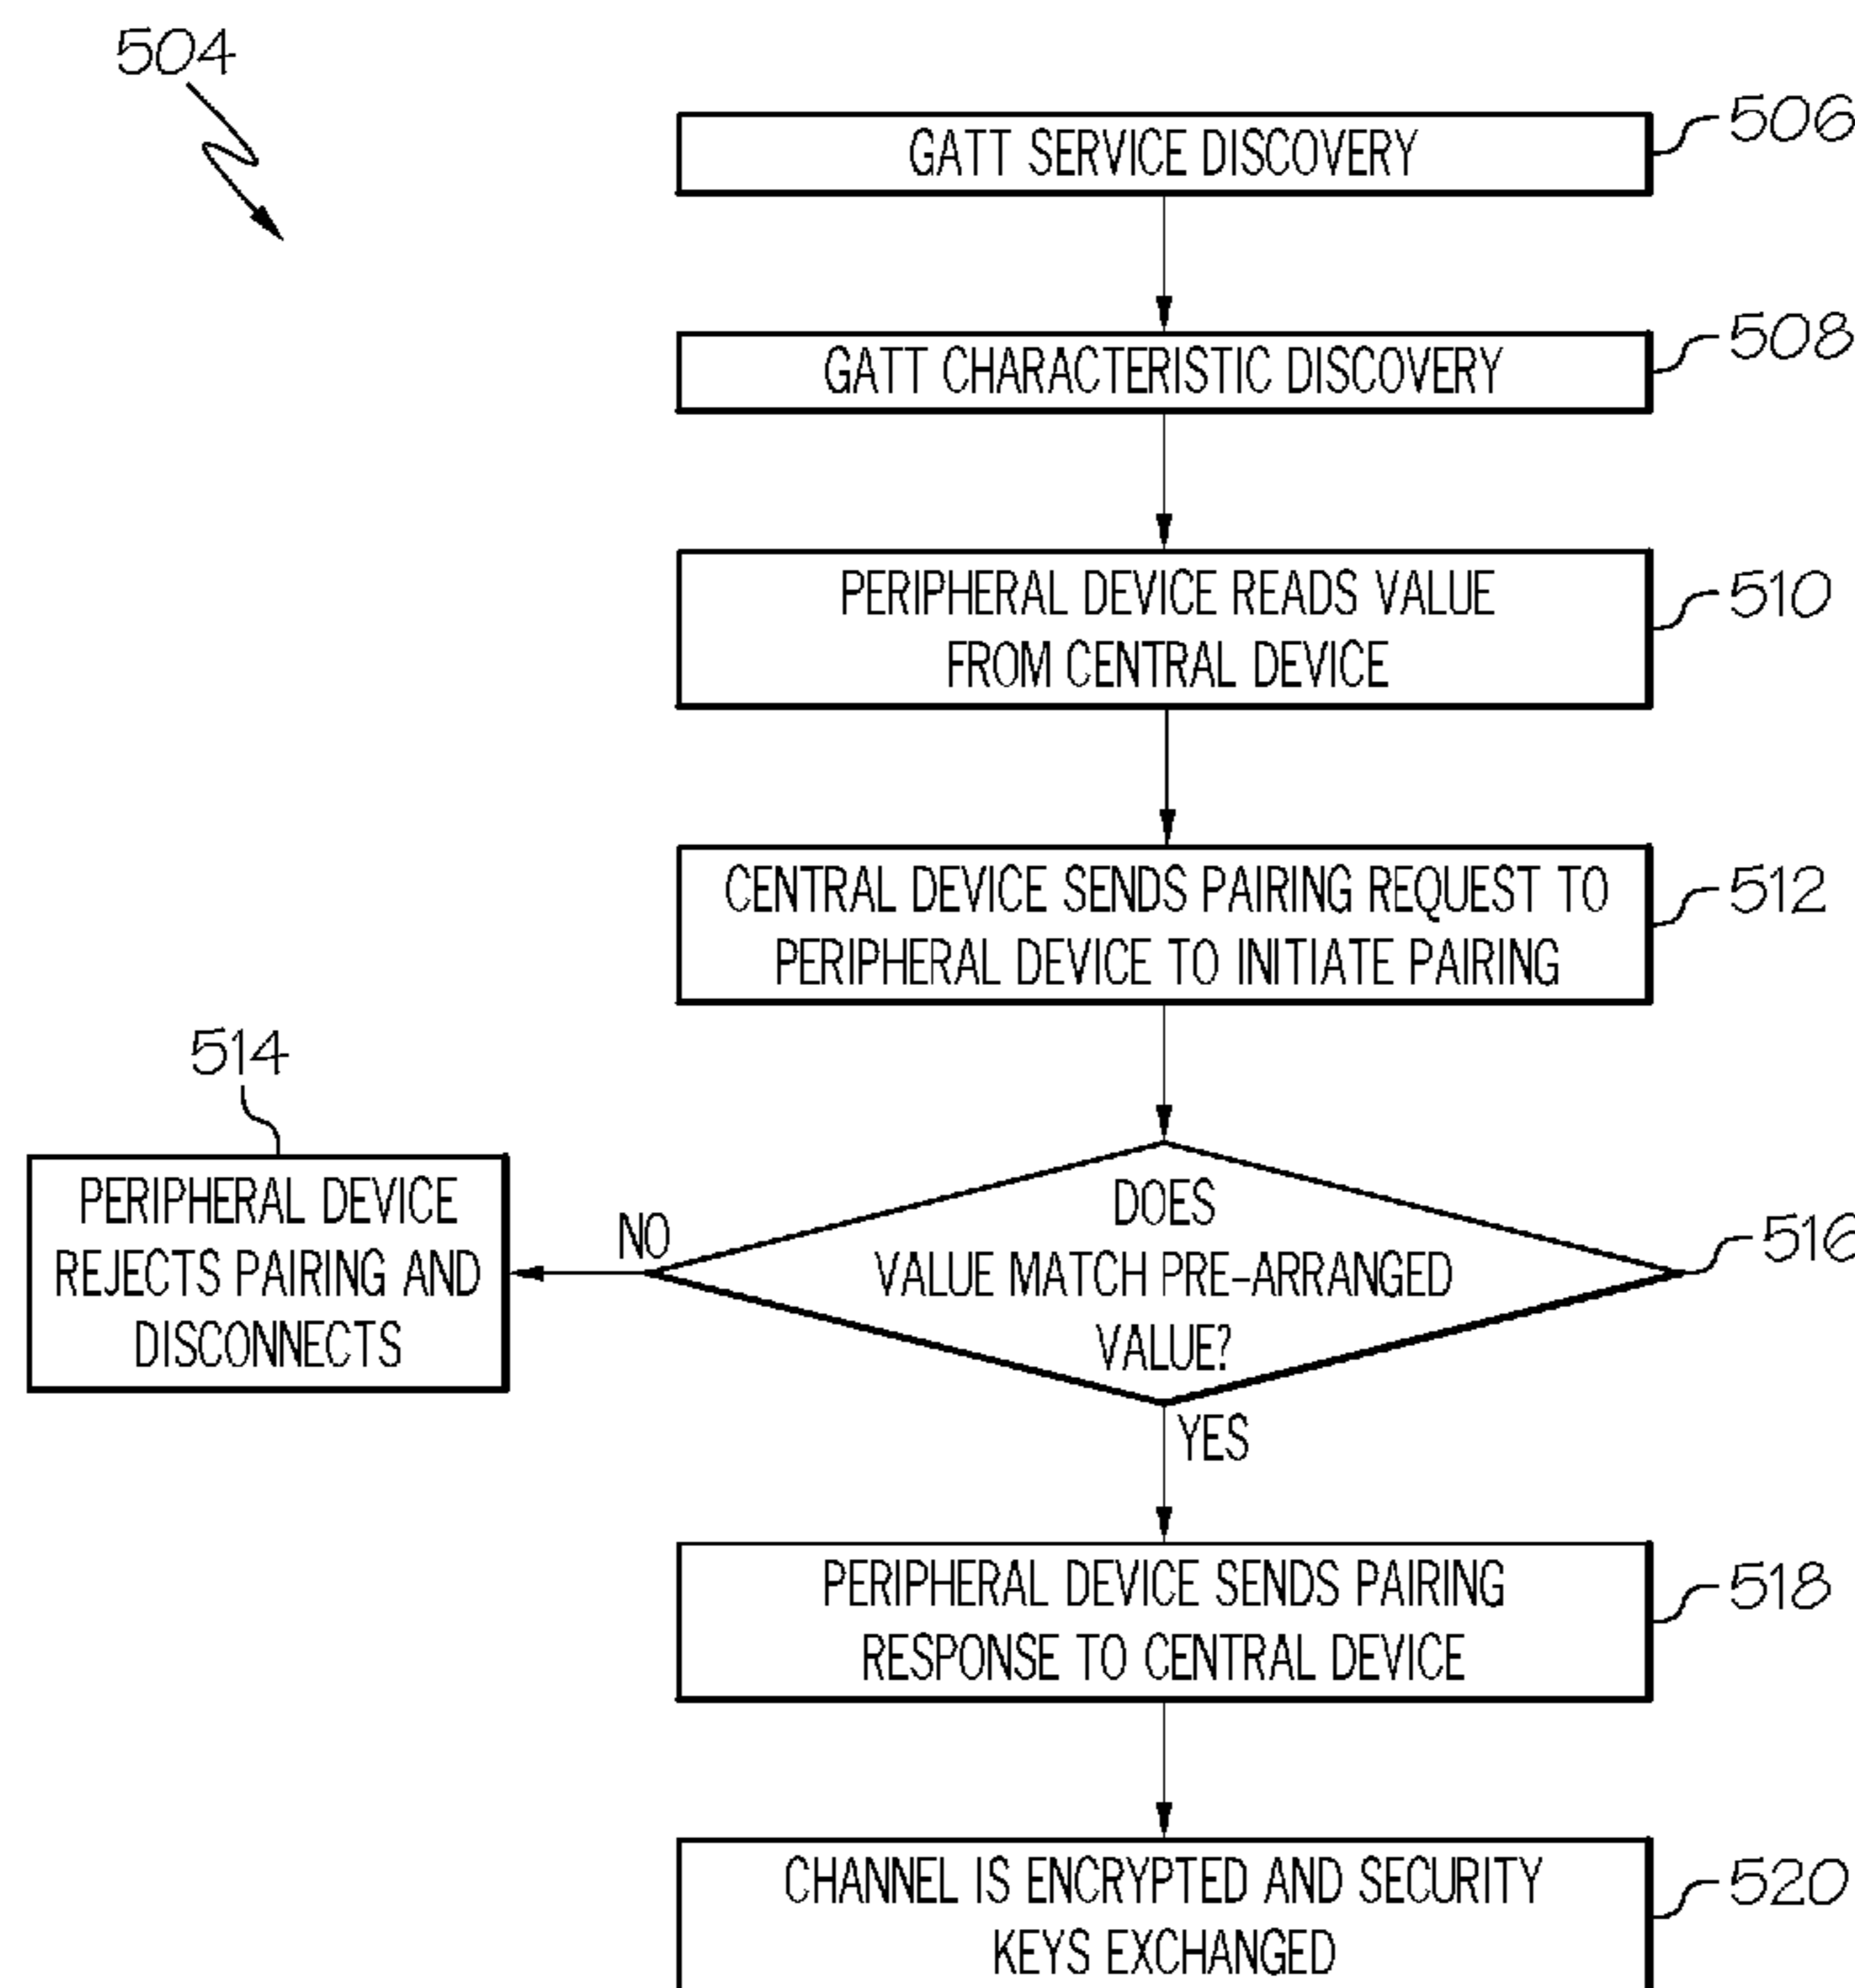 504
506
GATT SERVICE DISCOVERY
508
GATT CHARACTERISTIC DISCOVERY
510
PERIPHERAL DEVICE READS VALUE
FROM CENTRAL DEVICE
512
CENTRAL DEVICE SENDS PAIRING REQUEST TO
PERIPHERAL DEVICE TO INITIATE PAIRING
514
PERIPHERAL DEVICE
REJECTS PAIRING AND
DISCONNECTS
NO
DOES
VALUE MATCH PRE-ARRANGED
VALUE?
516
YES
518
PERIPHERAL DEVICE SENDS PAIRING
RESPONSE TO CENTRAL DEVICE
520
CHANNEL IS ENCRYPTED AND SECURITY
KEYS EXCHANGED